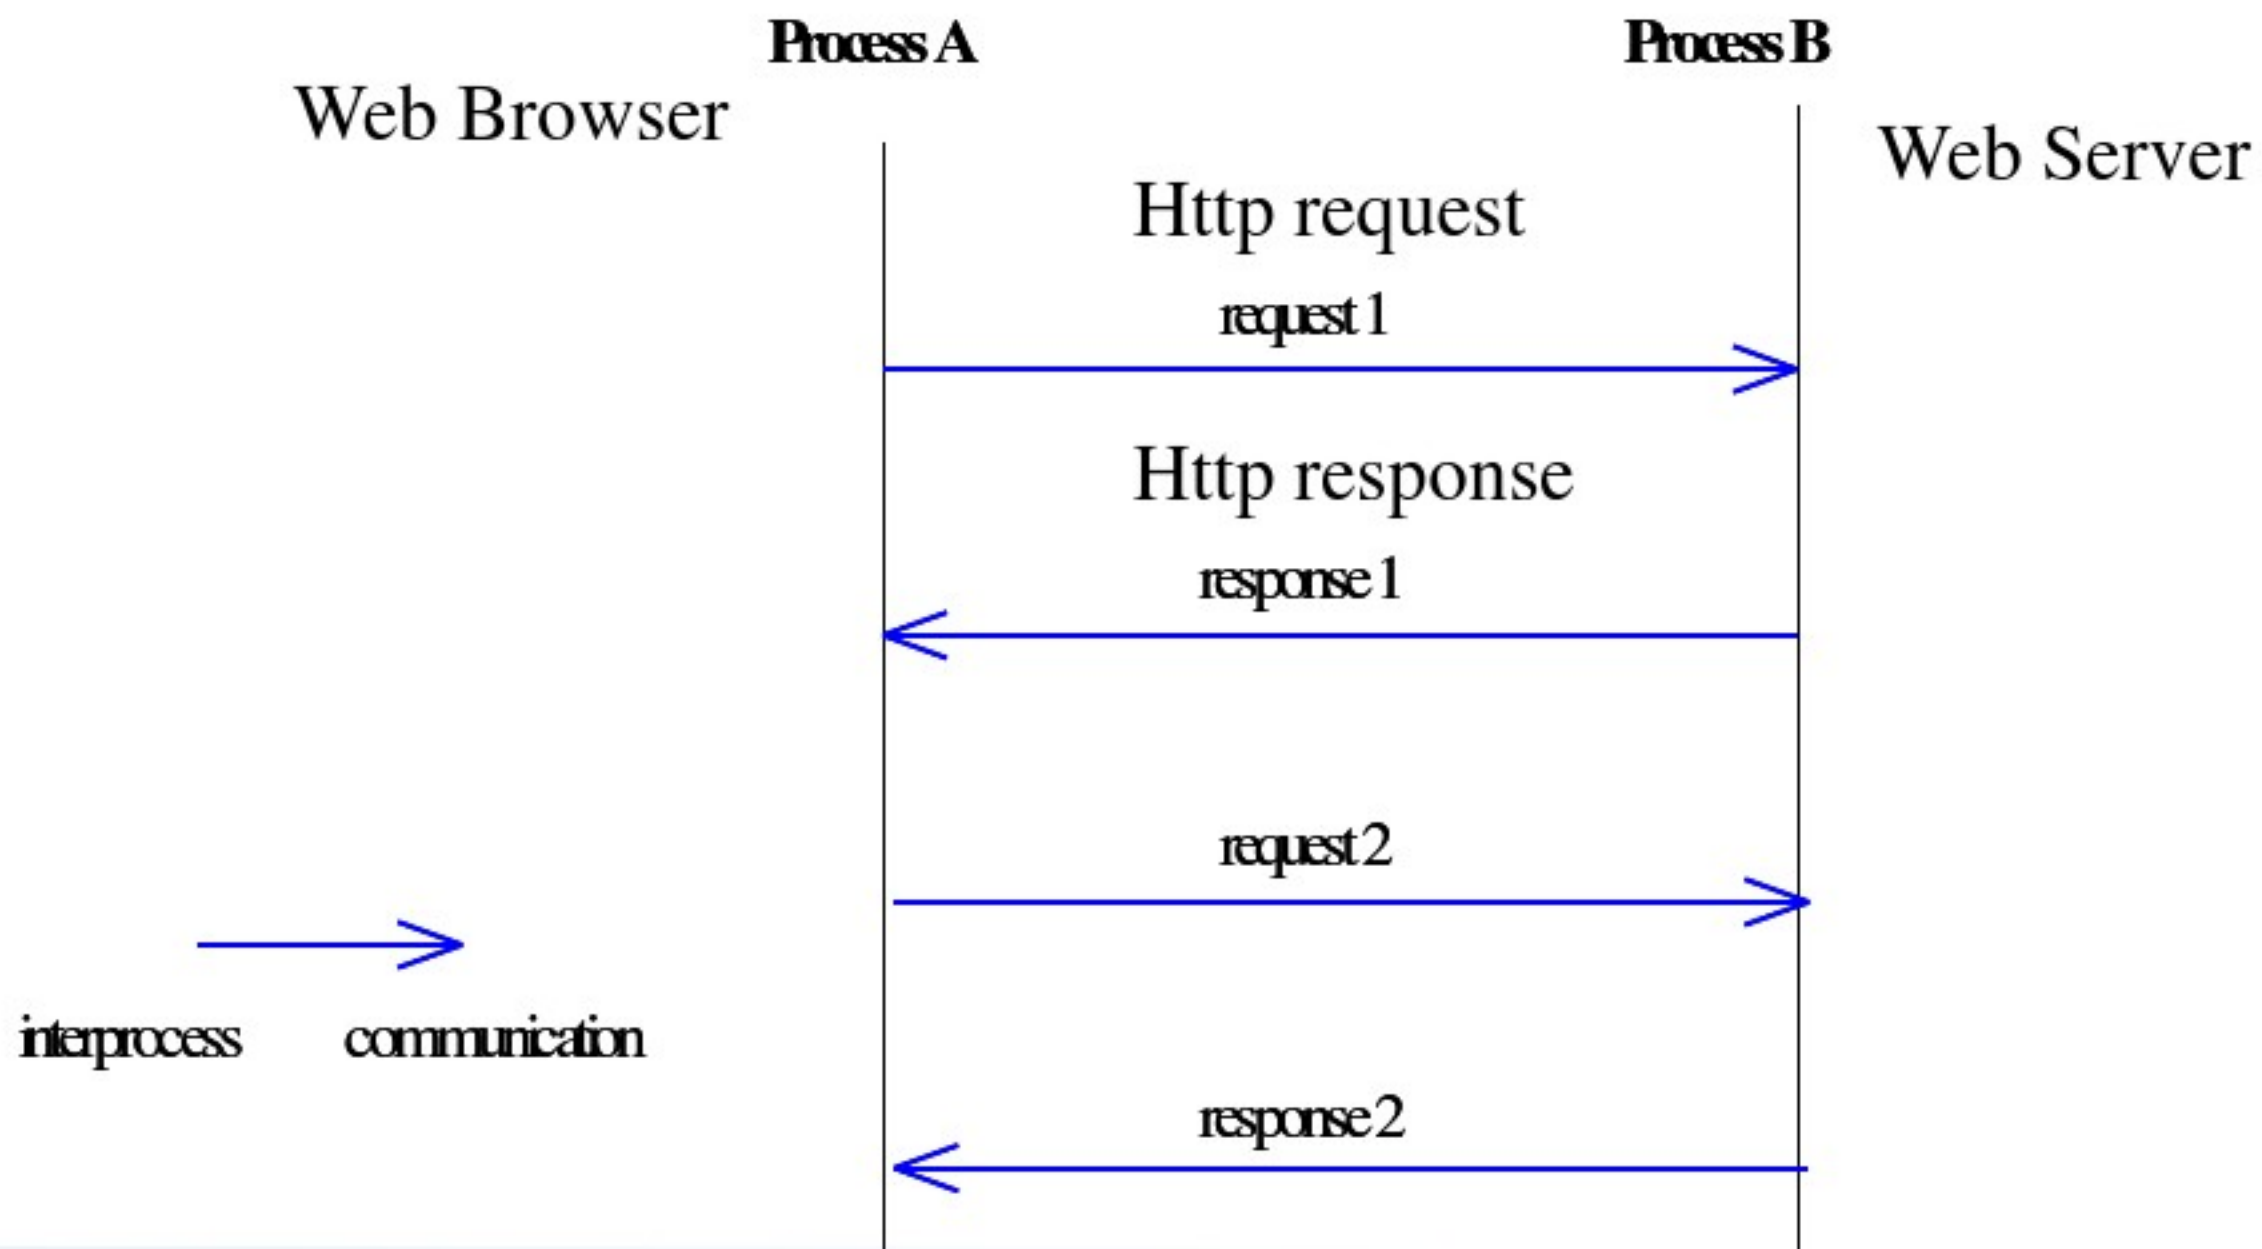 Process A
Process B
Web Browser
Web Server
Http request
request 1
Http response
response 1
request 2
interprocess communication
response 2